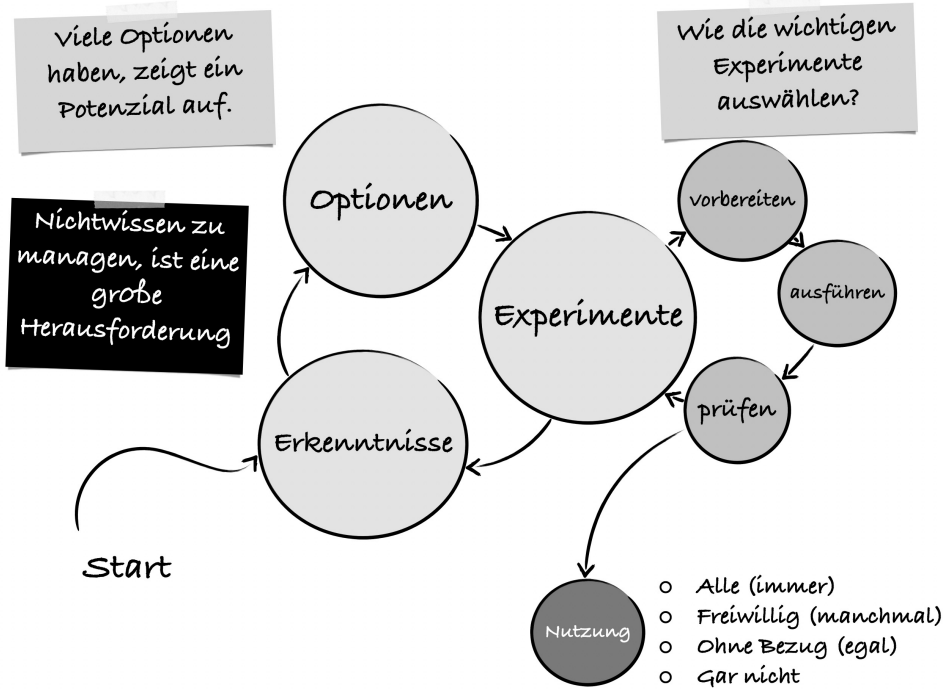 Viele Optionen
haben, zeigt ein
Potenzial auf.
Wie die wichtigen
Experimente
auswählen?
Nichtwissen zu
managen, ist eine
große
Herausforderung
Optionen
Experimente
Erkenntnisse
vorbereiten
ausführen
prüfen
Start
Nutzung
Alle (immer)
Freiwillig (manchmal)
Ohne Bezug (egal)
Gar nicht